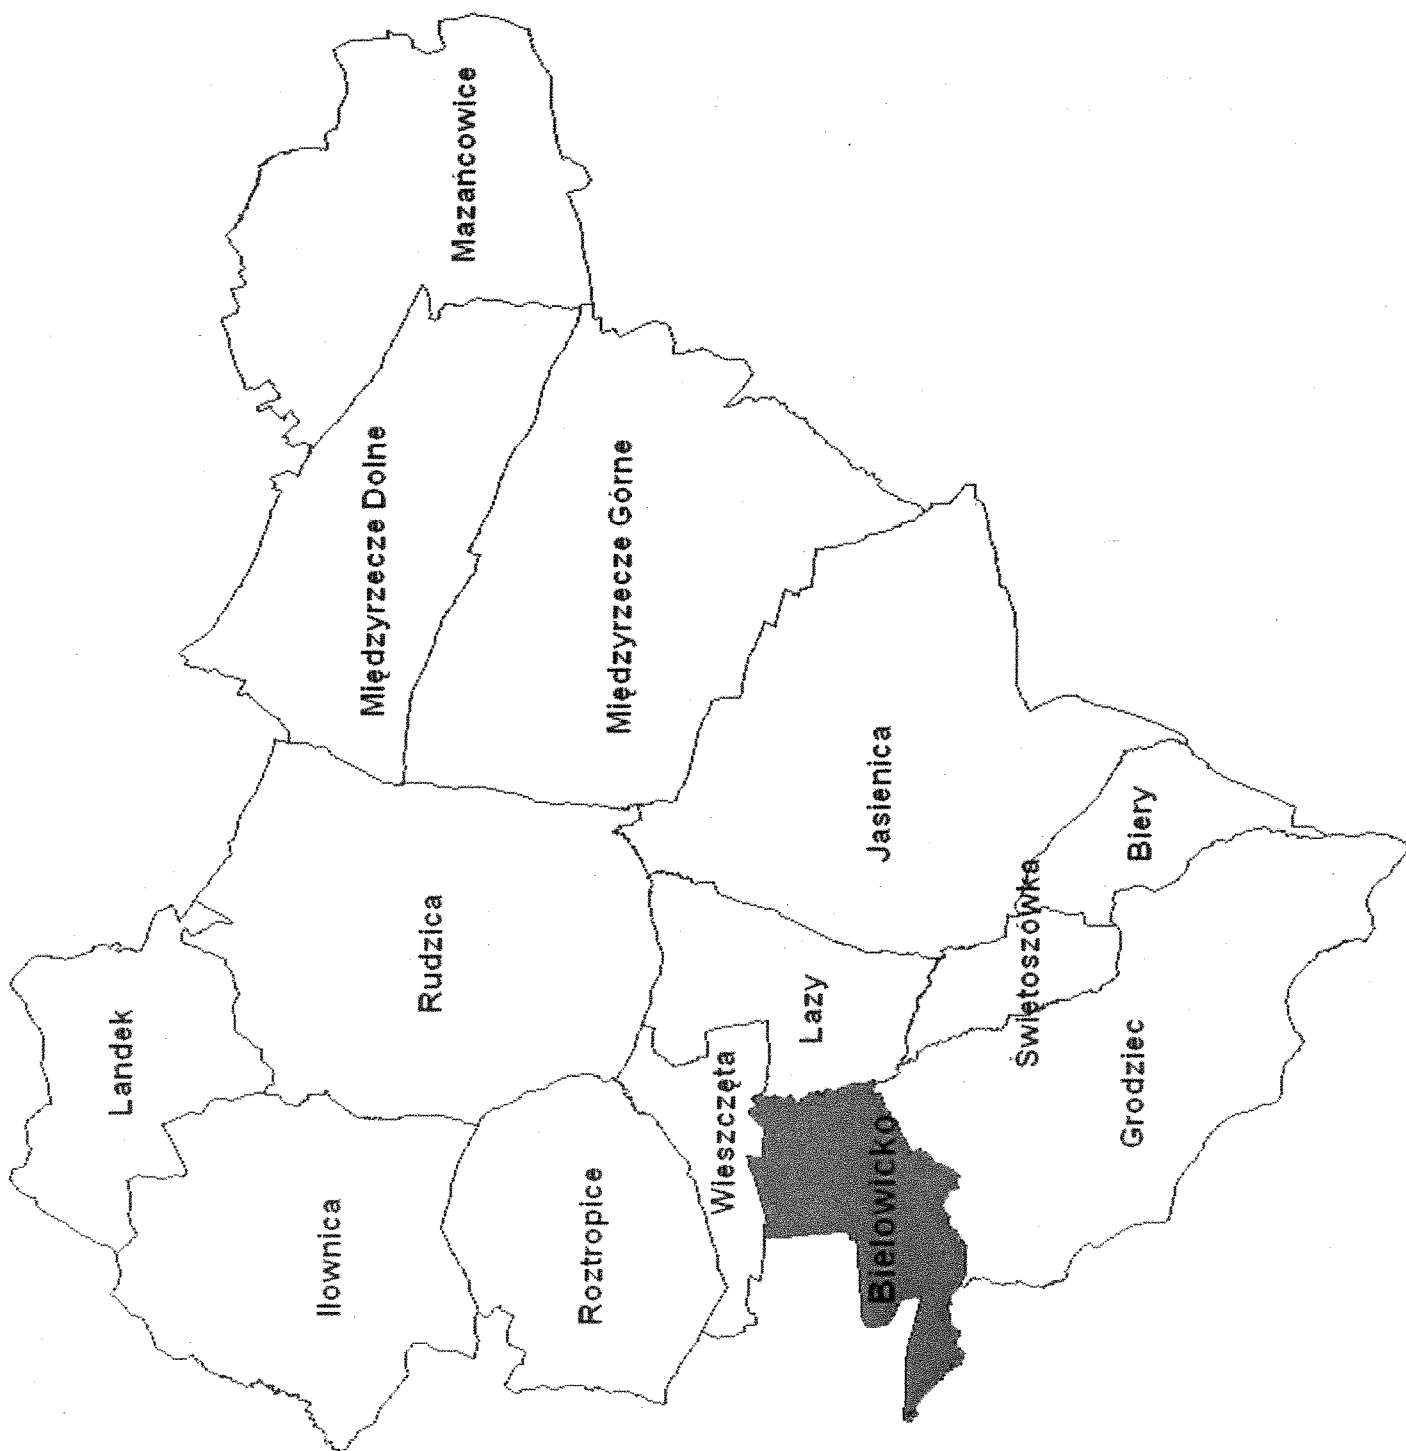 Landek
Iłownica
Rudzica
Międzyrzecze Dolne
Mazańcowice
Roztropice
Międzyrzecze Górne
Wieszczęta
Łazy
Jasienica
Bielowicko
Świętoszówka
Biery
Grodziec